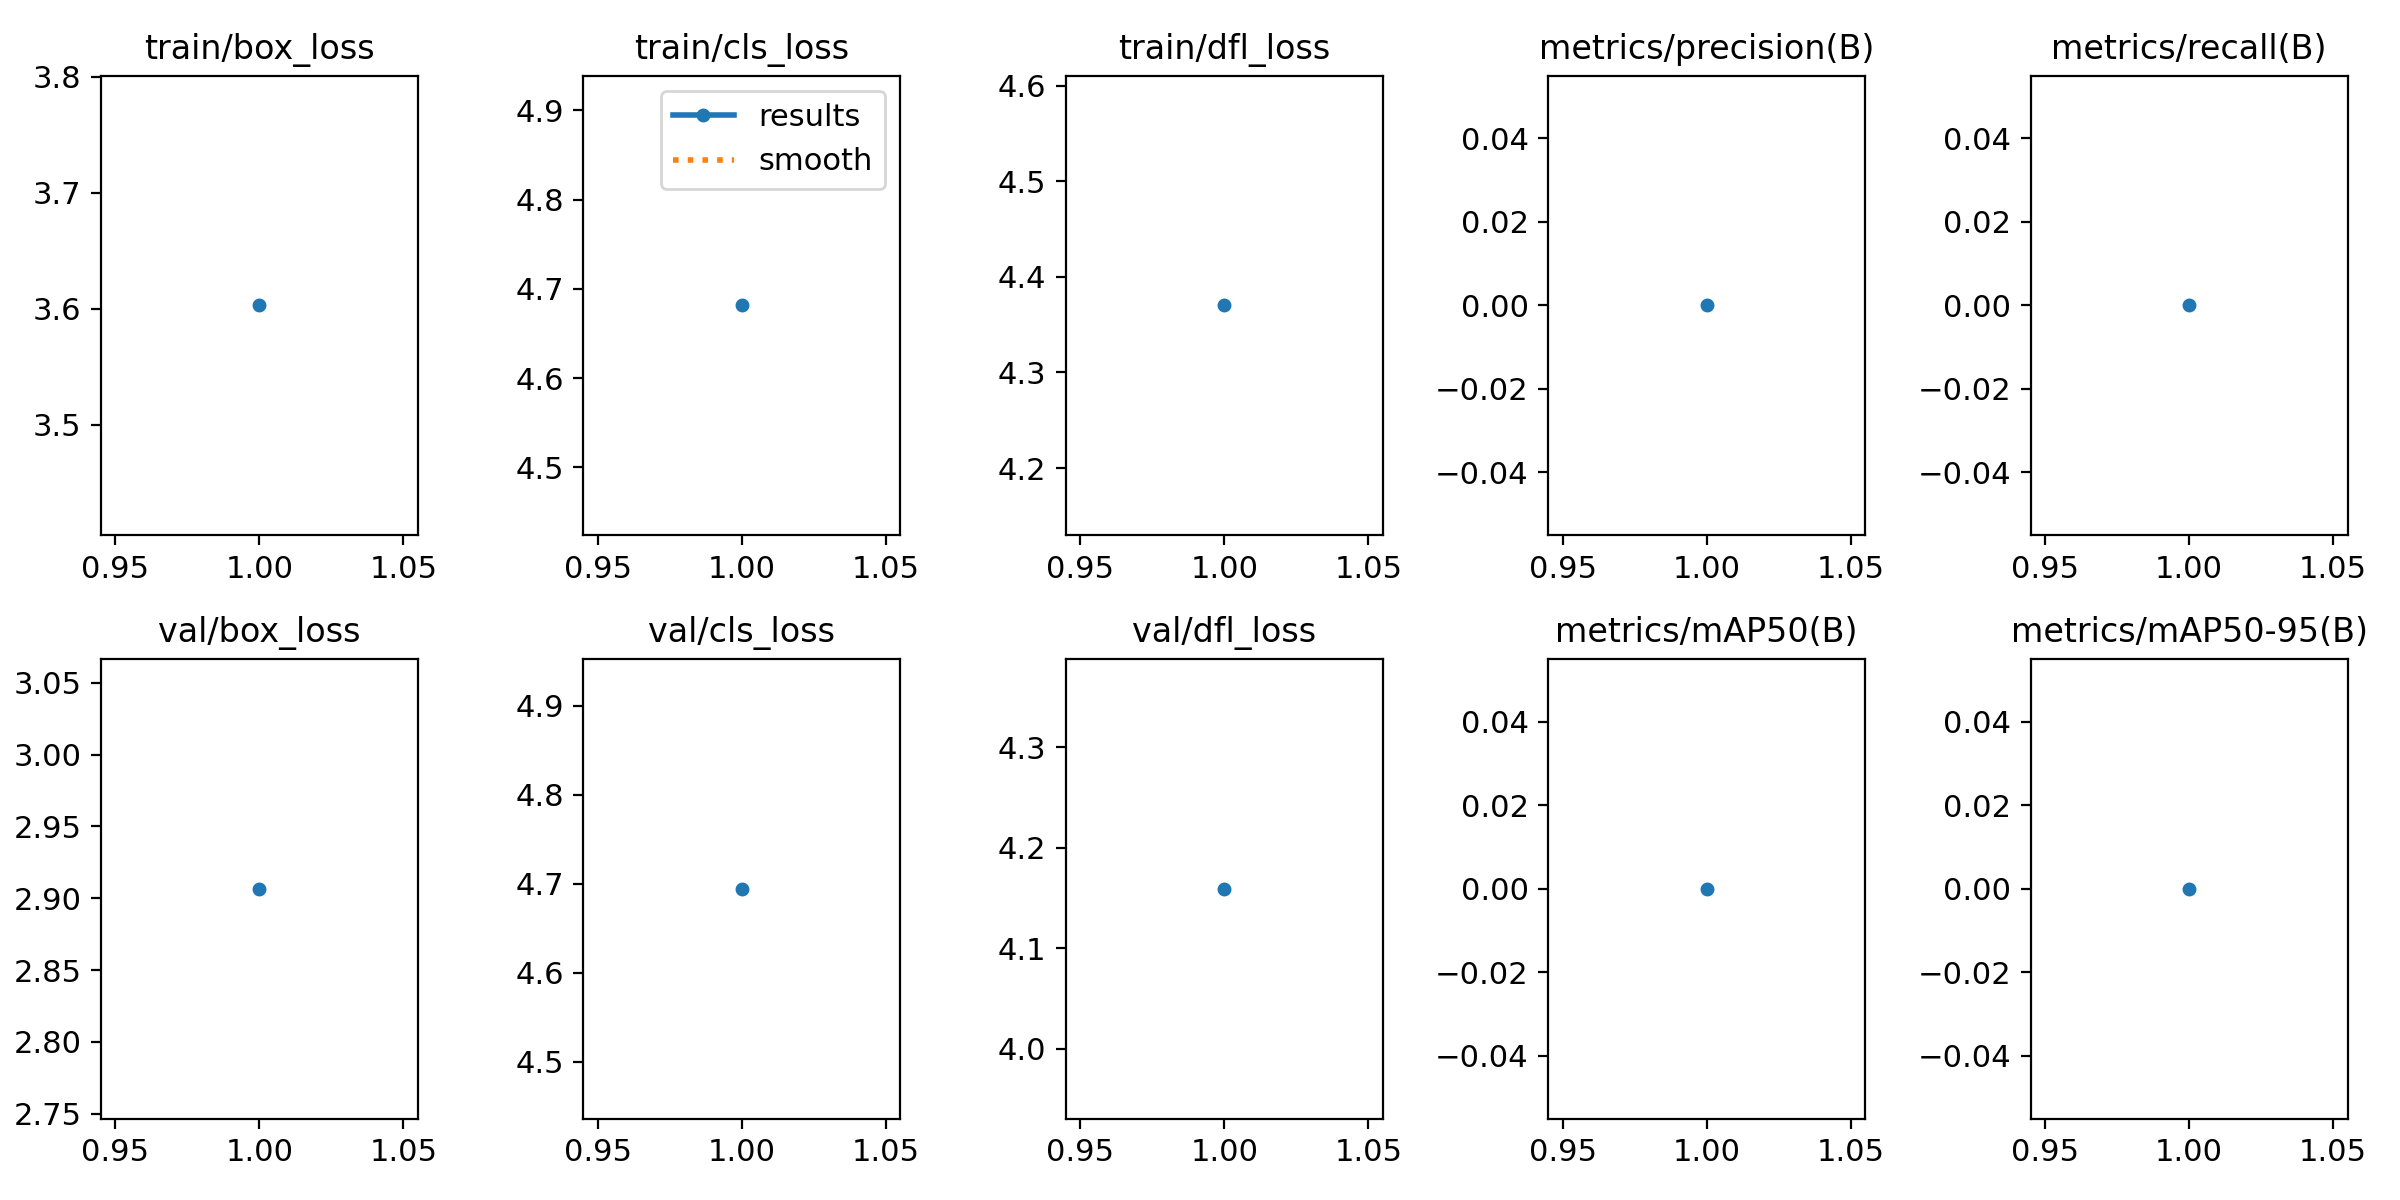 train/box_loss
3.8
3.7
3.6
3.5
0.95 1.00 1.05
train/cls_loss
results
smooth
4.9
4.8
4.7
4.6
4.5
0.95 1.00 1.05
train/dfl_loss
4.6
4.5
4.4
4.3
4.2
0.95 1.00 1.05
metrics/precision(B)
0.04
0.02
0.00
−0.02
−0.04
0.95 1.00 1.05
metrics/recall(B)
0.04
0.02
0.00
−0.02
−0.04
0.95 1.00 1.05
val/box_loss
3.05
3.00
2.95
2.90
2.85
2.80
2.75
0.95 1.00 1.05
val/cls_loss
4.9
4.8
4.7
4.6
4.5
0.95 1.00 1.05
val/dfl_loss
4.3
4.2
4.1
4.0
0.95 1.00 1.05
metrics/mAP50(B)
0.04
0.02
0.00
−0.02
−0.04
0.95 1.00 1.05
metrics/mAP50-95(B)
0.04
0.02
0.00
−0.02
−0.04
0.95 1.00 1.05